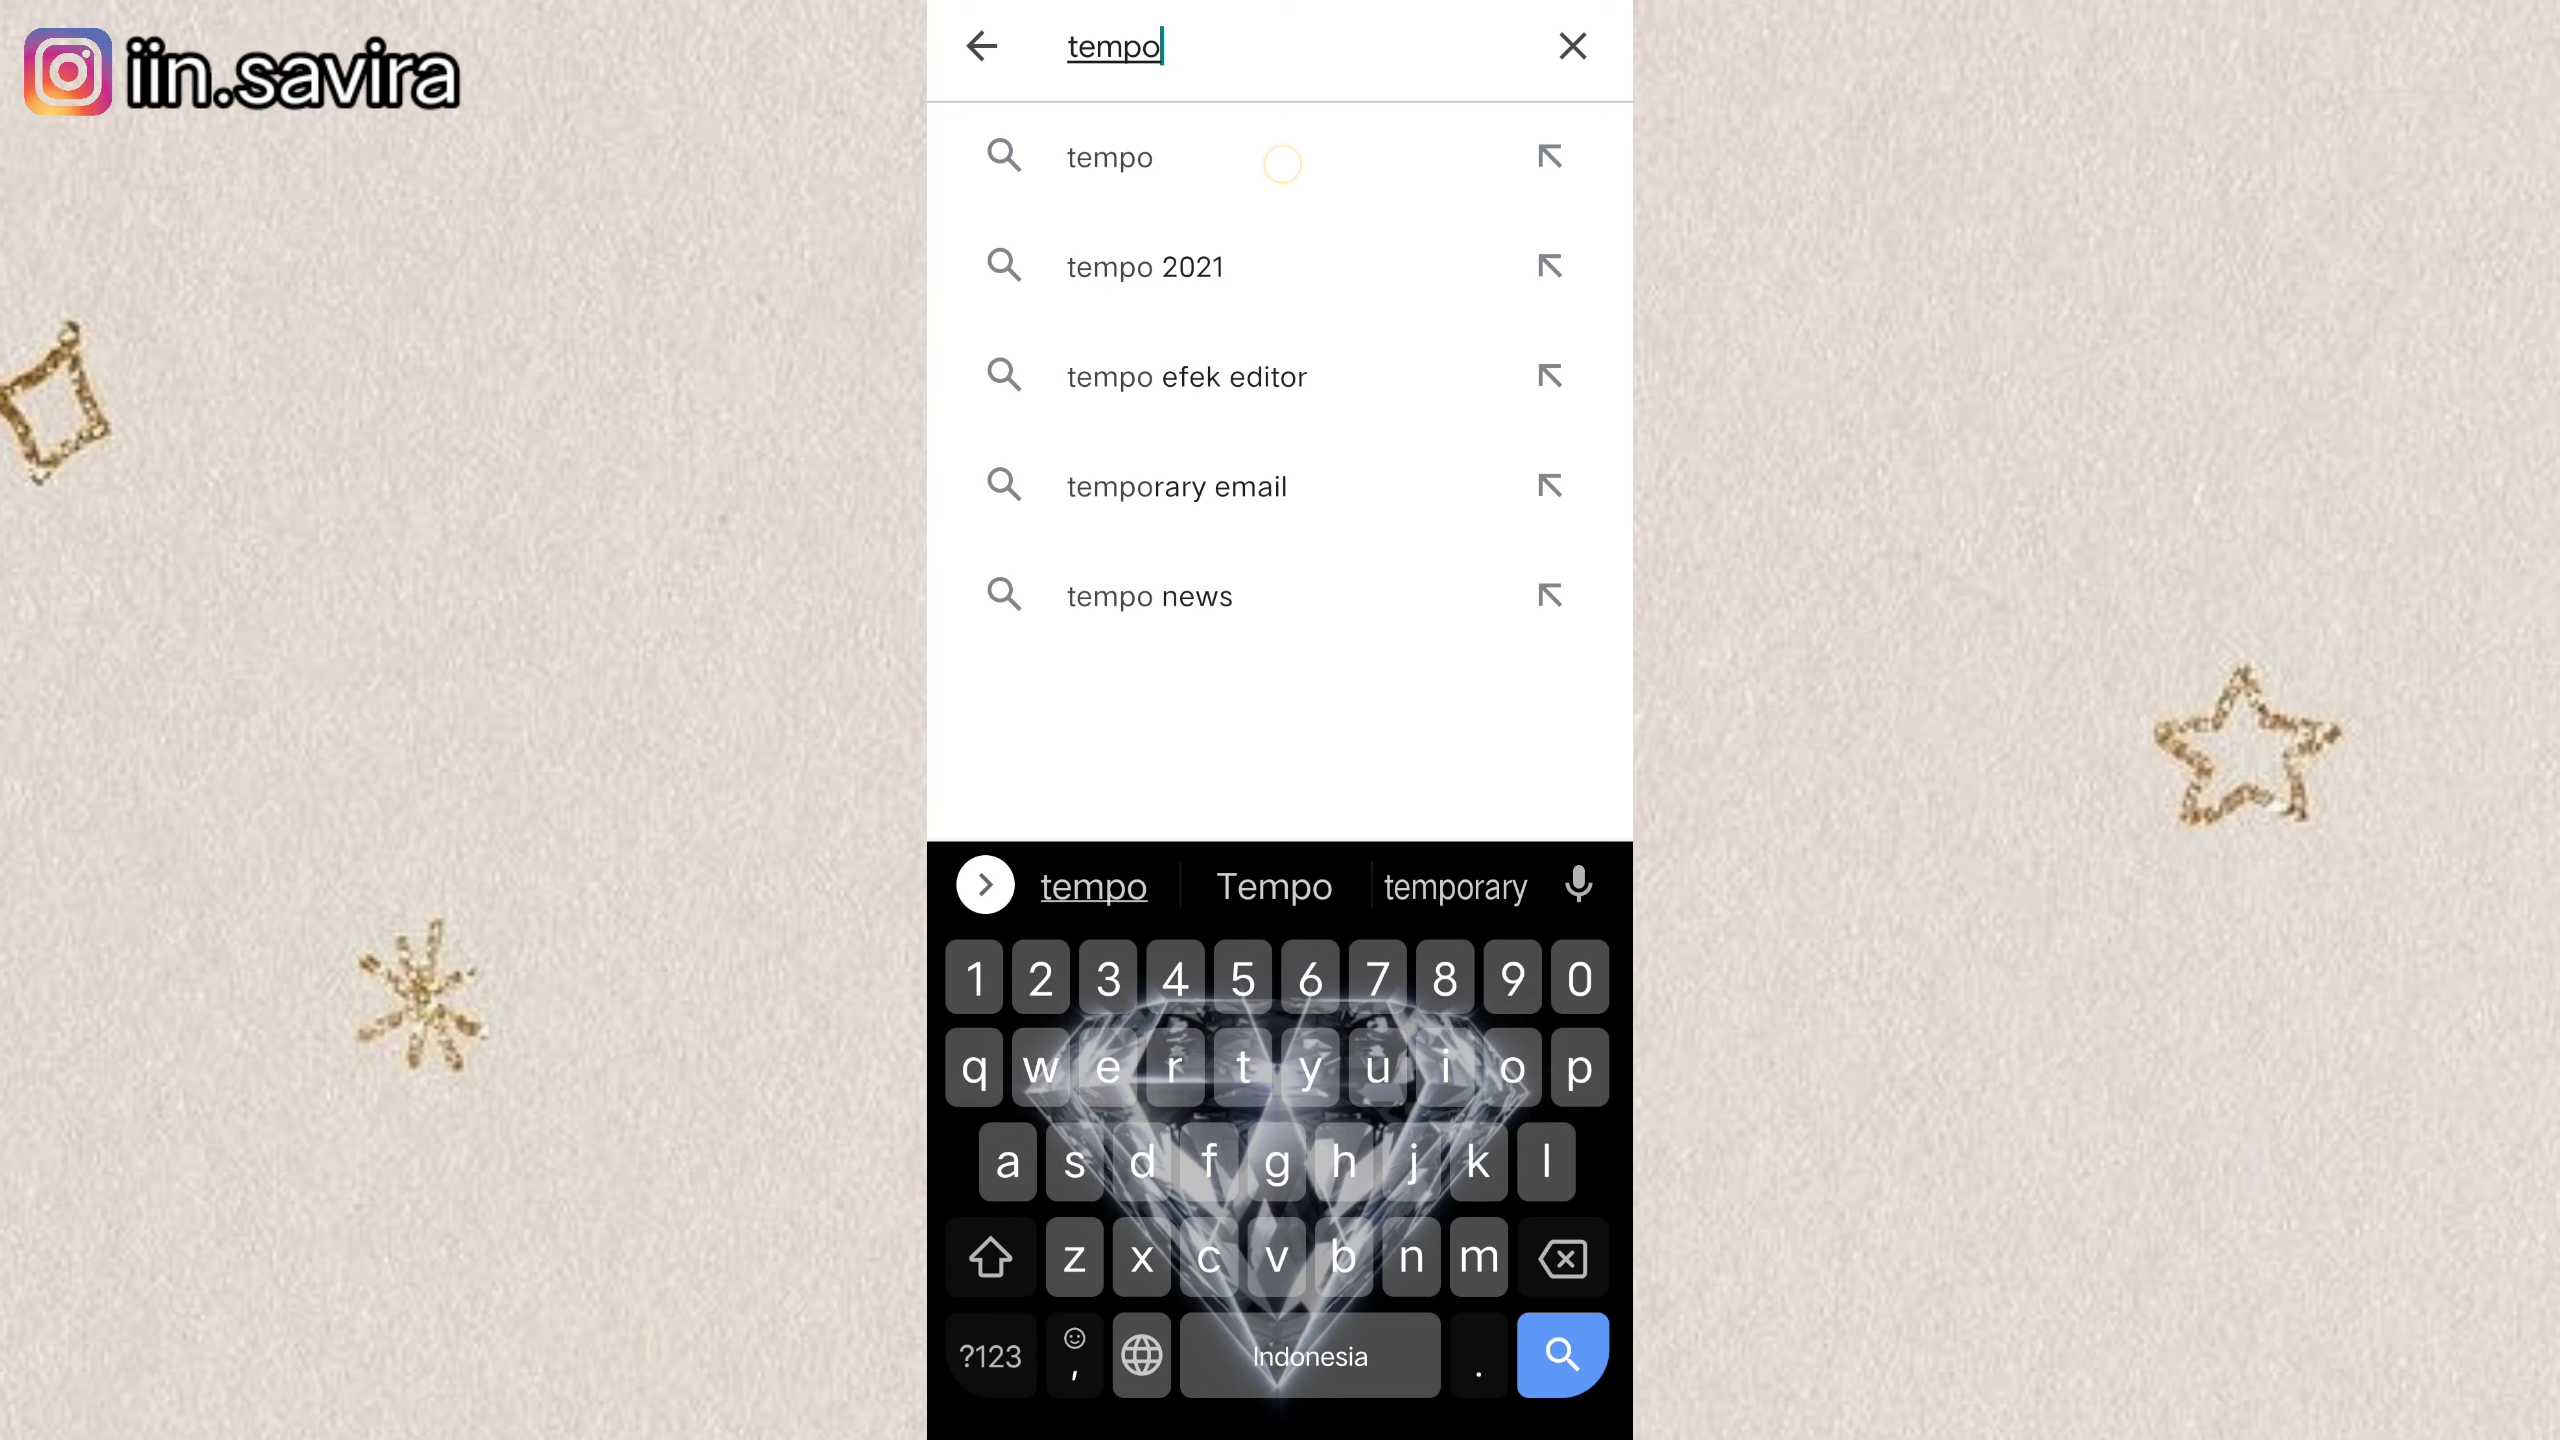 iin.savira
tempo
tempo
tempo 2021
tempo efek editor
temporary email
tempo news
tempo Tempo temporary
1 2 3 4 5 6 7 8 9 0
q w e r t y u i o p
a s d f g h j k l
z x c v b n m
?123 , Indonesia .